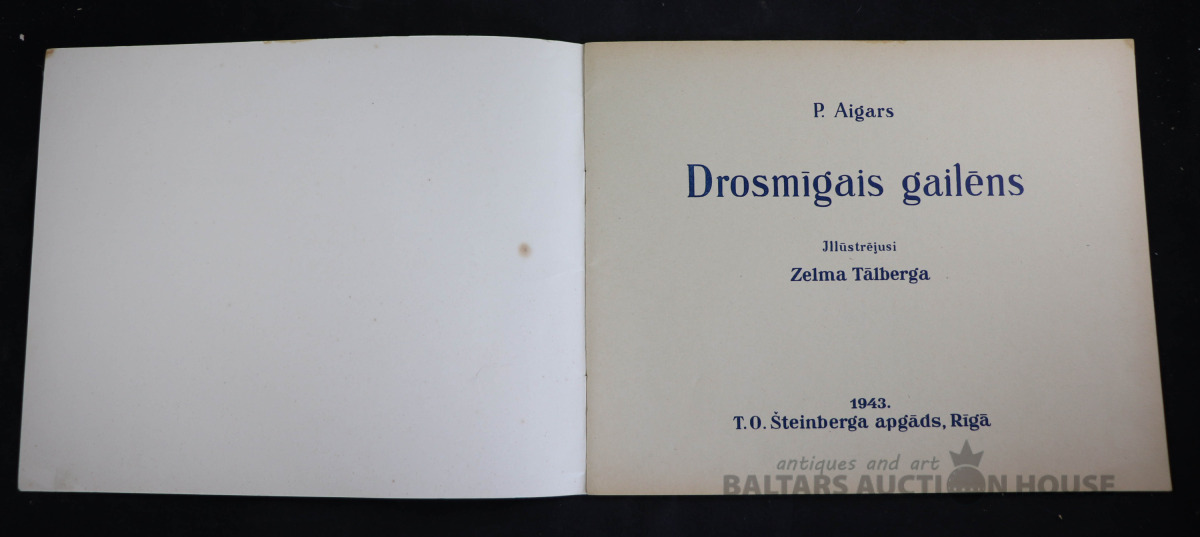 P. Aigars
Drosmīgais gailēns
Jllūstrējusi
Zelma Tālberga
1943.
T. O. Šteinberga apgāds, Rīgā
antiques and art
BALTARS AUCTION HOUSE